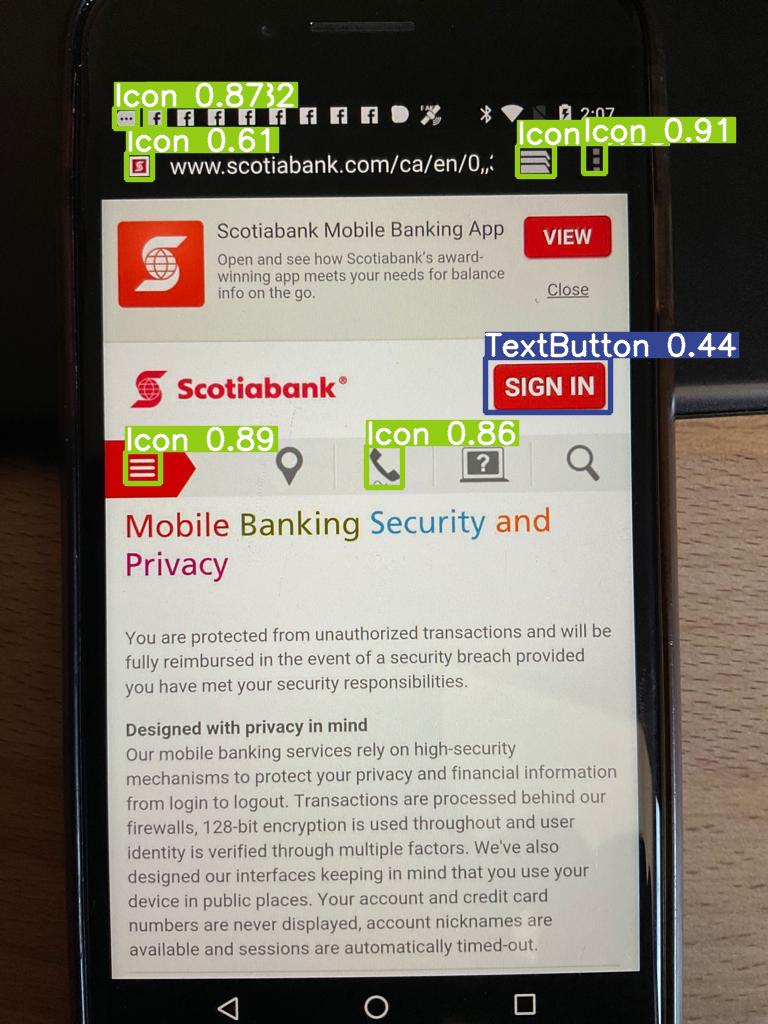 Icon 0.87 32
2:07
Icon 0.61
Icon
Icon 0.91
www.scotiabank.com/ca/en/0,,
Scotiabank Mobile Banking App
Open and see how Scotiabank's award-
winning app meets your needs for balance
info on the go.
VIEW
Close
TextButton 0.44
Scotiabank®
SIGN IN
Icon 0.89
Icon 0.86
?
Mobile Banking Security and
Privacy
You are protected from unauthorized transactions and will be
fully reimbursed in the event of a security breach provided
you have met your security responsibilities.
Designed with privacy in mind
Our mobile banking services rely on high-security
mechanisms to protect your privacy and financial information
from login to logout. Transactions are processed behind our
firewalls, 128-bit encryption is used throughout and user
identity is verified through multiple factors. We've also
designed our interfaces keeping in mind that you use your
device in public places. Your account and credit card
numbers are never displayed, account nicknames are
available and sessions are automatically timed-out.